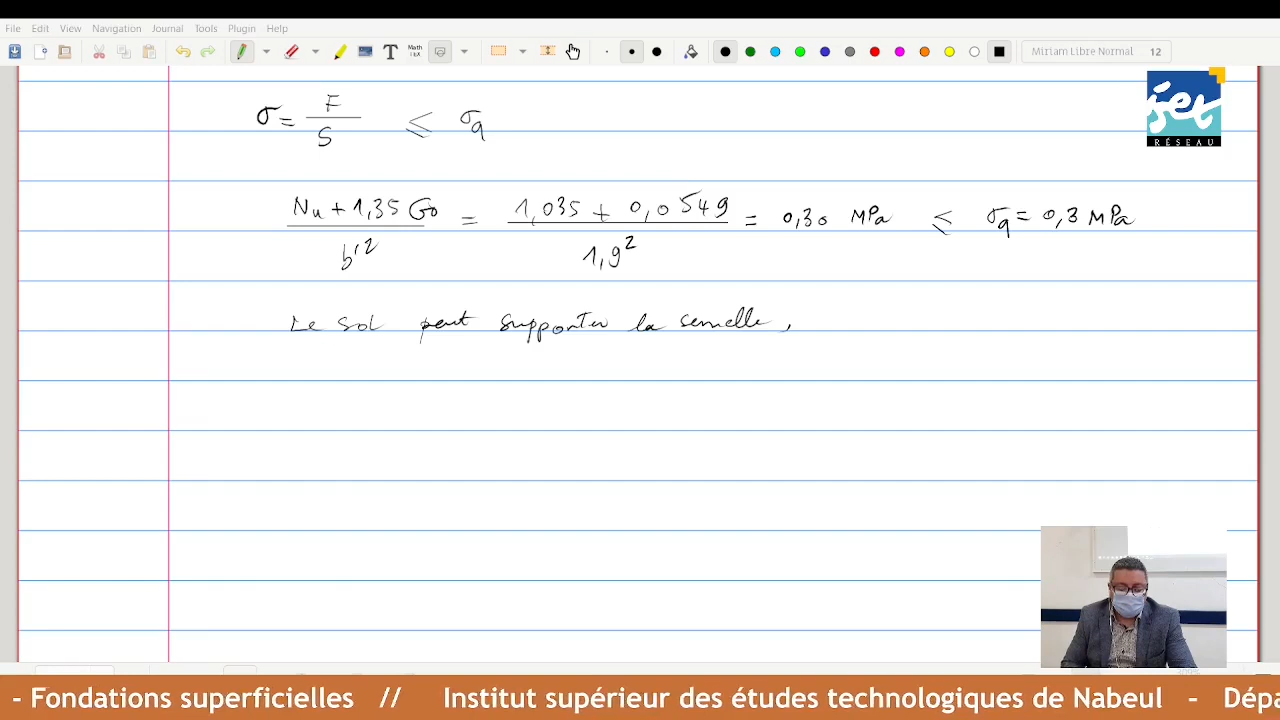 File Edit View Navigation Journal Tools Plugin Help
Miriam Libre Normal 12
iset
RÉSEAU
σ = F / S ≤ σq
Nu + 1,35 Go / b'² = 1,035 + 0,0549 / 1,9² = 0,30 MPa ≤ σq = 0,3 MPa
Le sol peut supporter la semelle,
- Fondations superficielles // Institut supérieur des études technologiques de Nabeul - Dépa